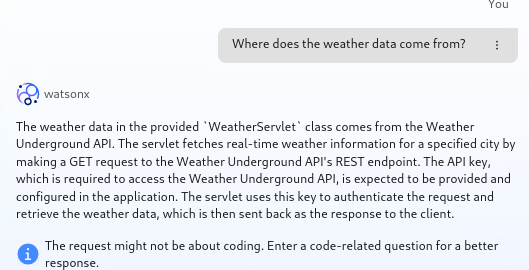 You
Where does the weather data come from?
watsonx
The weather data in the provided `WeatherServlet` class comes from the Weather
Underground API. The servlet fetches real-time weather information for a specified city by
making a GET request to the Weather Underground API's REST endpoint. The API key,
which is required to access the Weather Underground API, is expected to be provided and
configured in the application. The servlet uses this key to authenticate the request and
retrieve the weather data, which is then sent back as the response to the client.
The request might not be about coding. Enter a code-related question for a better
response.